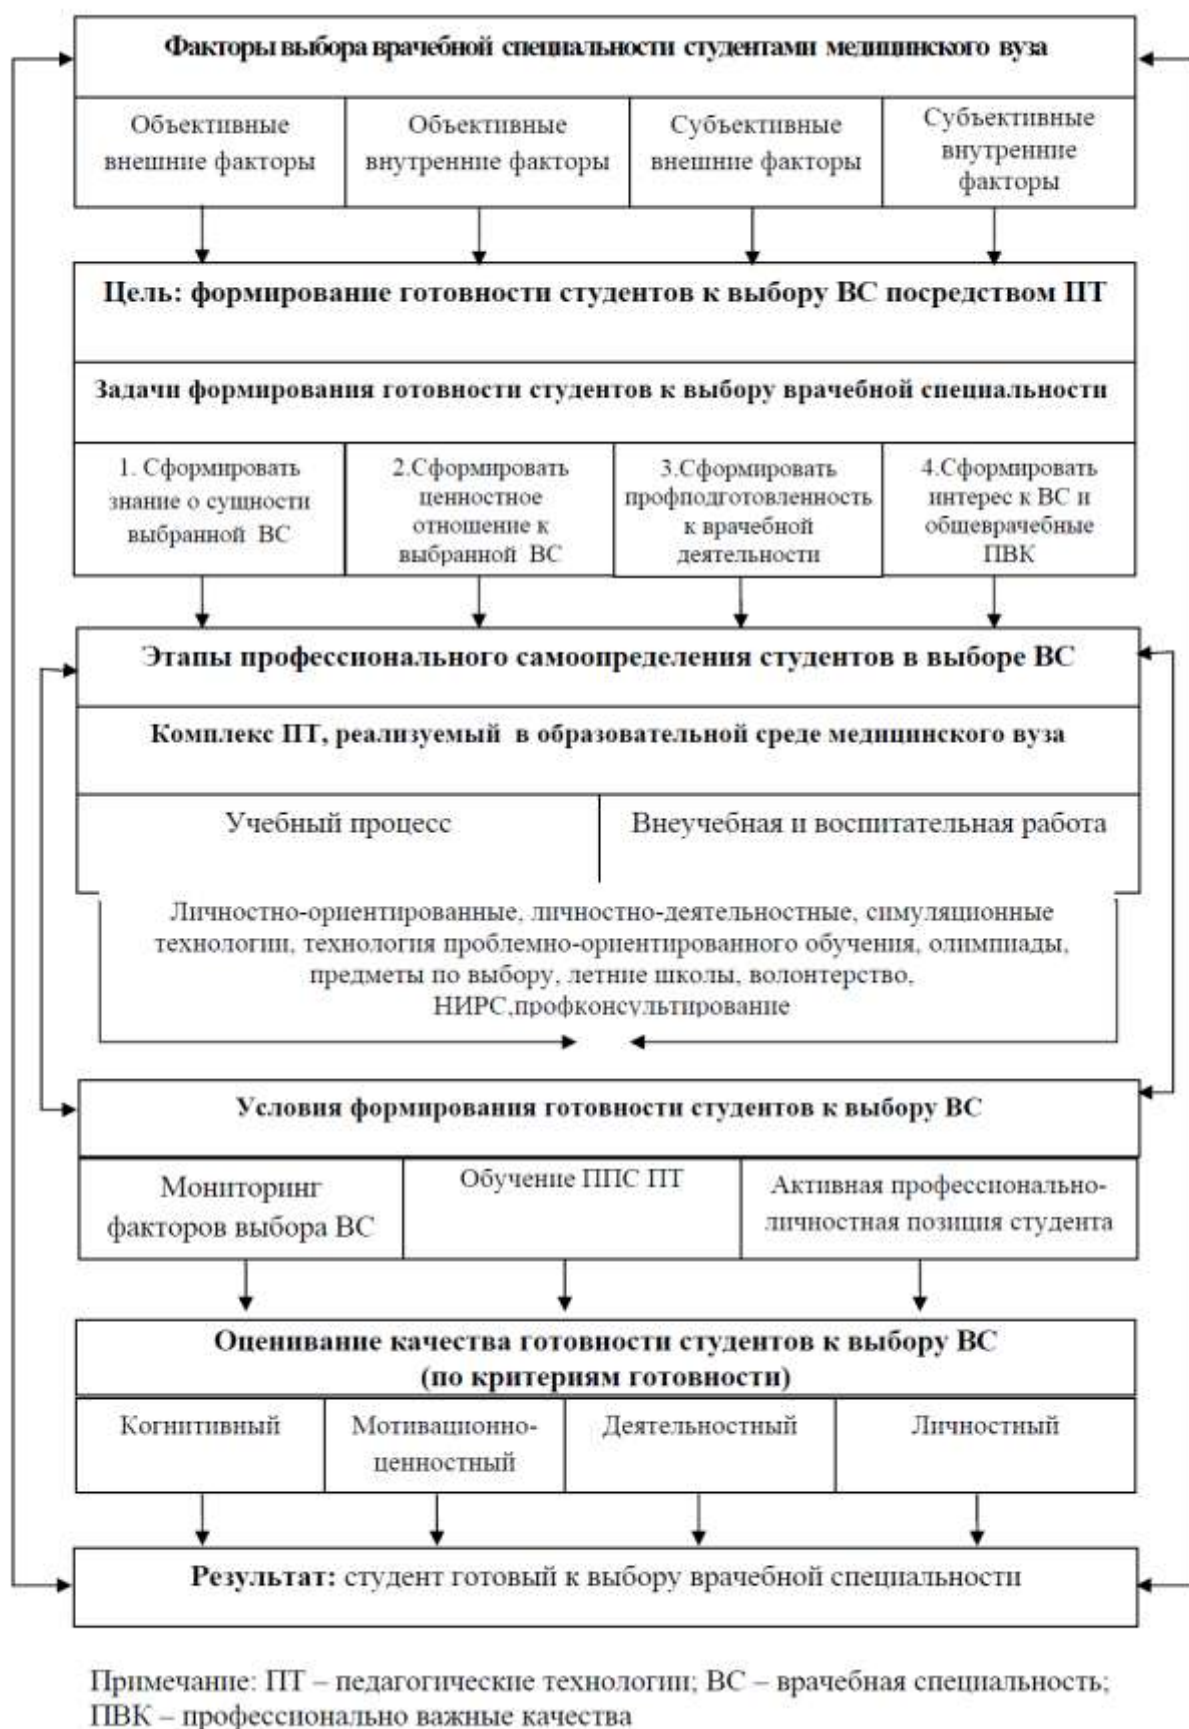 Факторы выбора врачебной специальности студентами медицинского вуза
Объективные
внешние факторы
Объективные
внутренние факторы
Субъективные
внешние факторы
Субъективные
внутренние
факторы
Цель: формирование готовности студентов к выбору ВС посредством ПТ
Задачи формирования готовности студентов к выбору врачебной специальности
1. Сформировать
знание о сущности
выбранной ВС
2.Сформировать
ценностное
отношение к
выбранной ВС
3.Сформировать
профподготовленность
к врачебной
деятельности
4.Сформировать
интерес к ВС и
общеврачебные
ПВК
Этапы профессионального самоопределения студентов в выборе ВС
Комплекс ПТ, реализуемый в образовательной среде медицинского вуза
Учебный процесс
Внеучебная и воспитательная работа
Личностно-ориентированные, личностно-деятельностные, симуляционные
технологии, технология проблемно-ориентированного обучения, олимпиады,
предметы по выбору, летние школы, волонтерство,
НИРС,профконсультирование
Условия формирования готовности студентов к выбору ВС
Мониторинг
факторов выбора ВС
Обучение ППС ПТ
Активная профессионально-
личностная позиция студента
Оценивание качества готовности студентов к выбору ВС
(по критериям готовности)
Когнитивный
Мотивационно-
ценностный
Деятельностный
Личностный
Результат: студент готовый к выбору врачебной специальности
Примечание: ПТ – педагогические технологии; ВС – врачебная специальность;
ПВК – профессионально важные качества